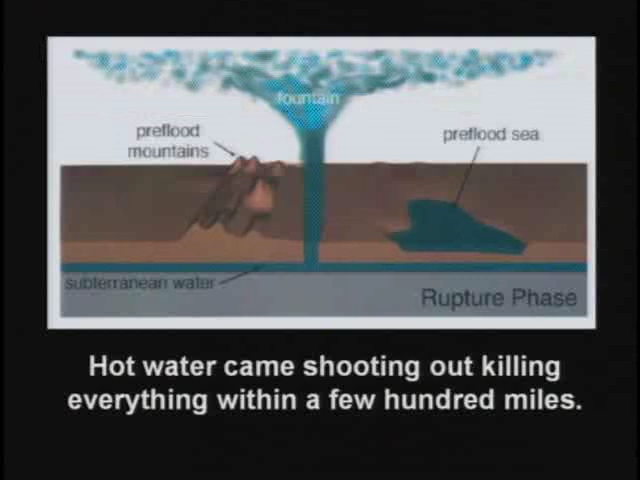 fountain
preflood
mountains
preflood sea
subterranean water
Rupture Phase
Hot water came shooting out killing
everything within a few hundred miles.